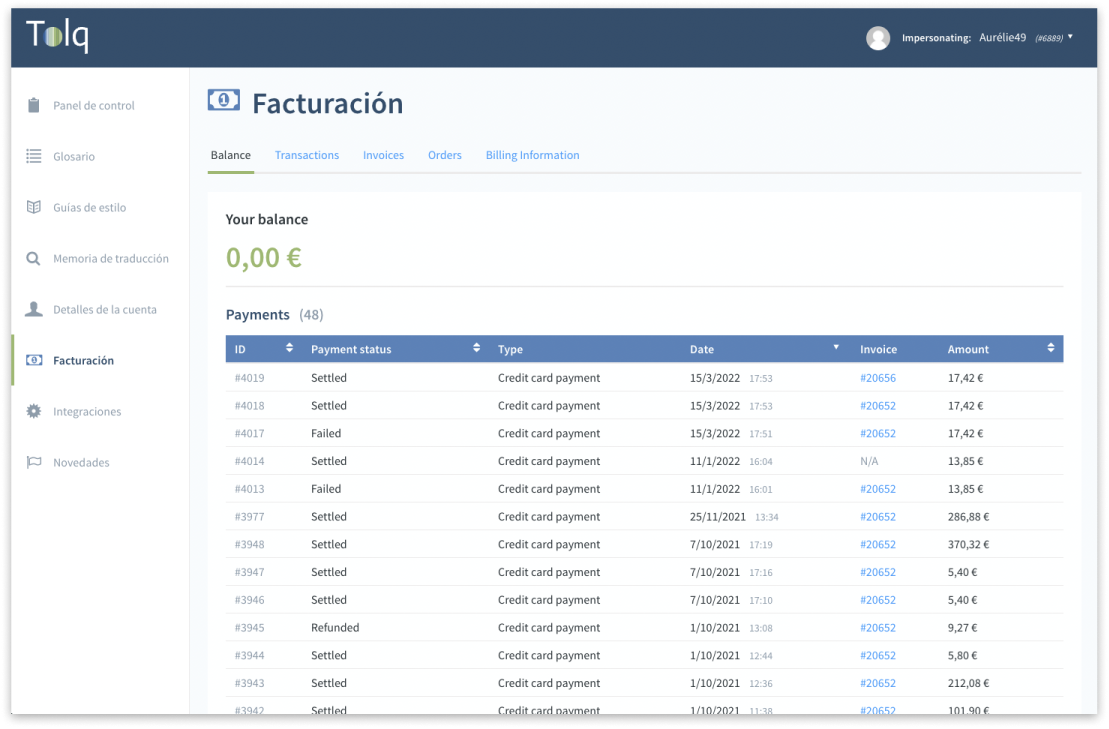 Tolq
Impersonating: Aurélie49 (#6889)
Panel de control
Glosario
Guías de estilo
Memoria de traducción
Detalles de la cuenta
Facturación
Integraciones
Novedades
Facturación
Balance Transactions Invoices Orders Billing Information
Your balance
0,00 €
Payments (48)
ID Payment status Type Date Invoice Amount
#4019 Settled Credit card payment 15/3/2022 17:53 #20656 17,42 €
#4018 Settled Credit card payment 15/3/2022 17:53 #20652 17,42 €
#4017 Failed Credit card payment 15/3/2022 17:51 #20652 17,42 €
#4014 Settled Credit card payment 11/1/2022 16:04 N/A 13,85 €
#4013 Failed Credit card payment 11/1/2022 16:01 #20652 13,85 €
#3977 Settled Credit card payment 25/11/2021 13:34 #20652 286,88 €
#3948 Settled Credit card payment 7/10/2021 17:19 #20652 370,32 €
#3947 Settled Credit card payment 7/10/2021 17:16 #20652 5,40 €
#3946 Settled Credit card payment 7/10/2021 17:10 #20652 5,40 €
#3945 Refunded Credit card payment 1/10/2021 13:08 #20652 9,27 €
#3944 Settled Credit card payment 1/10/2021 12:44 #20652 5,80 €
#3943 Settled Credit card payment 1/10/2021 12:36 #20652 212,08 €
#3942 Settled Credit card payment 1/10/2021 11:38 #20652 101,90 €